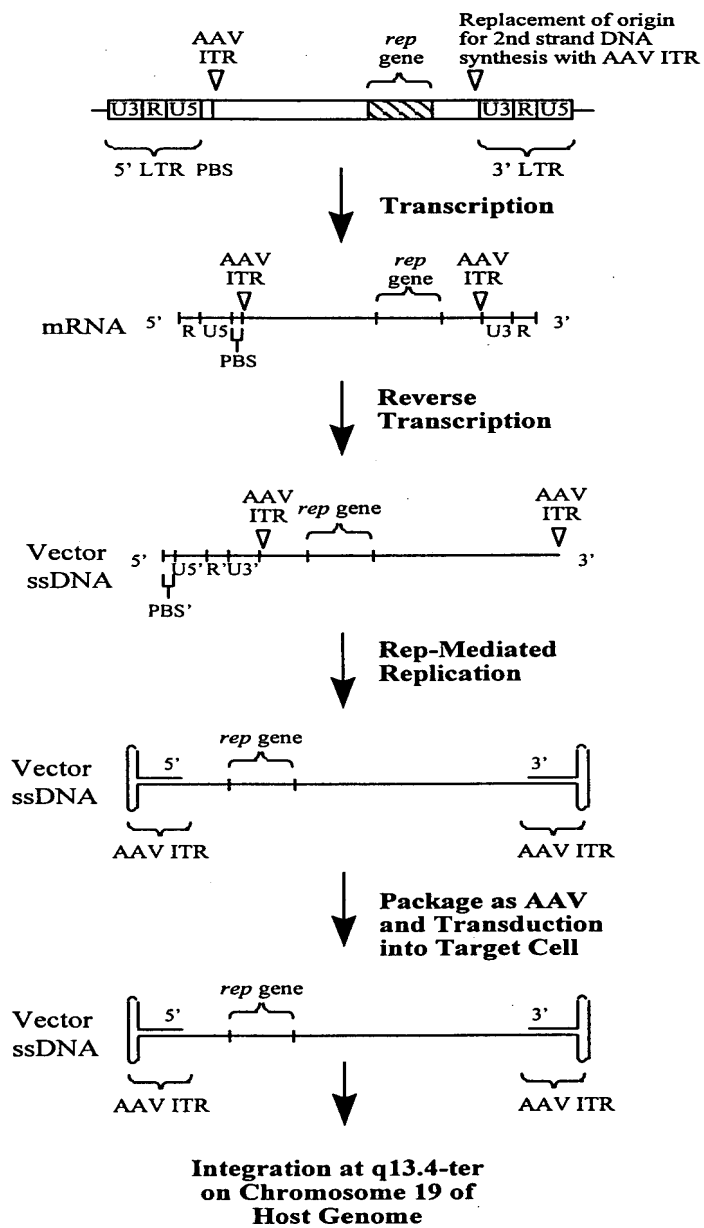 AAV
ITR
rep
gene
Replacement of origin
for 2nd strand DNA
synthesis with AAV ITR
U3 R U5
U3 R U5
5' LTR PBS
3' LTR
Transcription
AAV
ITR
rep
gene
AAV
ITR
mRNA 5' 3'
R U5
U3 R
PBS
Reverse
Transcription
AAV
ITR
rep gene
AAV
ITR
Vector
ssDNA
5' 3'
U5' R' U3'
PBS'
Rep-Mediated
Replication
rep gene
Vector
ssDNA
5' 3'
AAV ITR
AAV ITR
Package as AAV
and Transduction
into Target Cell
rep gene
Vector
ssDNA
5' 3'
AAV ITR
AAV ITR
Integration at q13.4-ter
on Chromosome 19 of
Host Genome